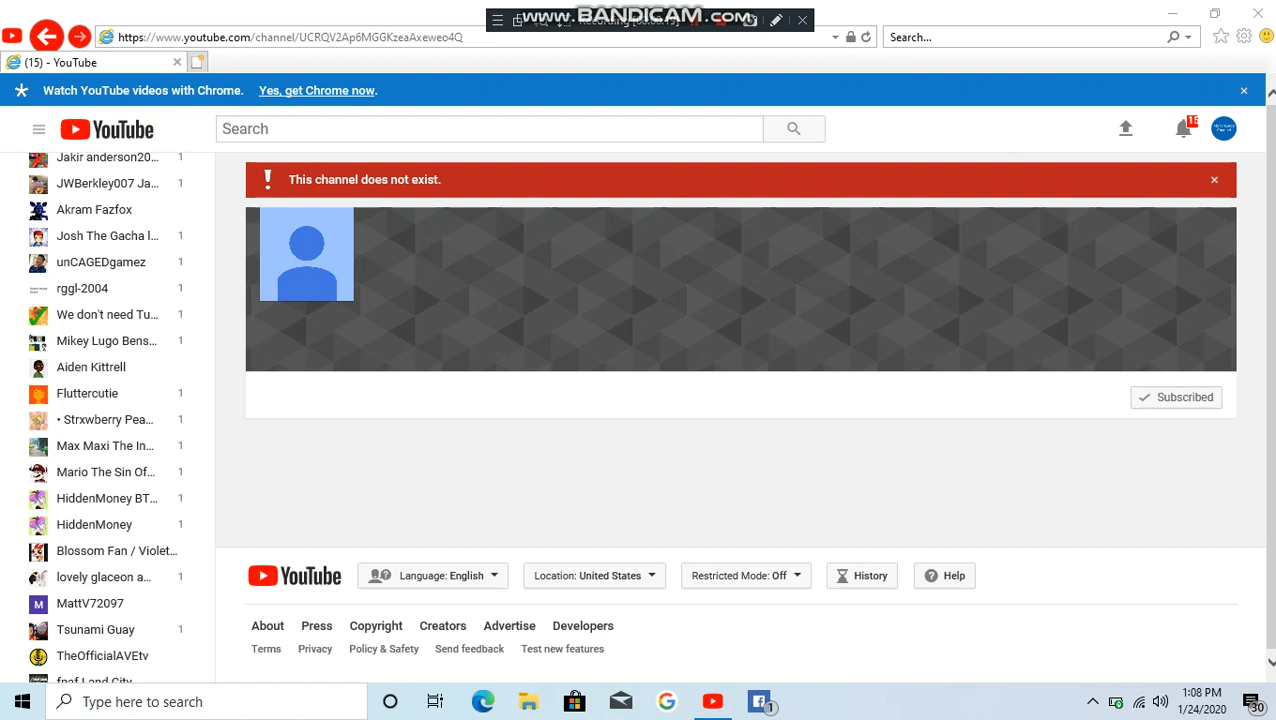 www.BANDICAM.com
https://www.youtube.com/channel/UCRQV2Ap6MGGKzeaAxeweo4Q
Search...
(15) - YouTube
Watch YouTube videos with Chrome. Yes, get Chrome now.
YouTube
Search
15
This channel does not exist.
Jakir anderson20... 1
JWBerkley007 Ja... 1
Akram Fazfox
Josh The Gacha l... 1
unCAGEDgamez 1
rggl-2004 1
We don't need Tu... 1
Mikey Lugo Bens... 1
Aiden Kittrell
Fluttercutie 1
• Strxwberry Pea... 1
Max Maxi The In... 1
Mario The Sin Of... 1
HiddenMoney BT... 1
HiddenMoney 1
Blossom Fan / Violet...
lovely glaceon a... 1
M MattV72097
Tsunami Guay 1
TheOfficialAVEtv
fnaf Land City
Subscribed
YouTube
Language: English
Location: United States
Restricted Mode: Off
History
Help
About Press Copyright Creators Advertise Developers
Terms Privacy Policy & Safety Send feedback Test new features
Type here to search
1
1:08 PM
1/24/2020
30